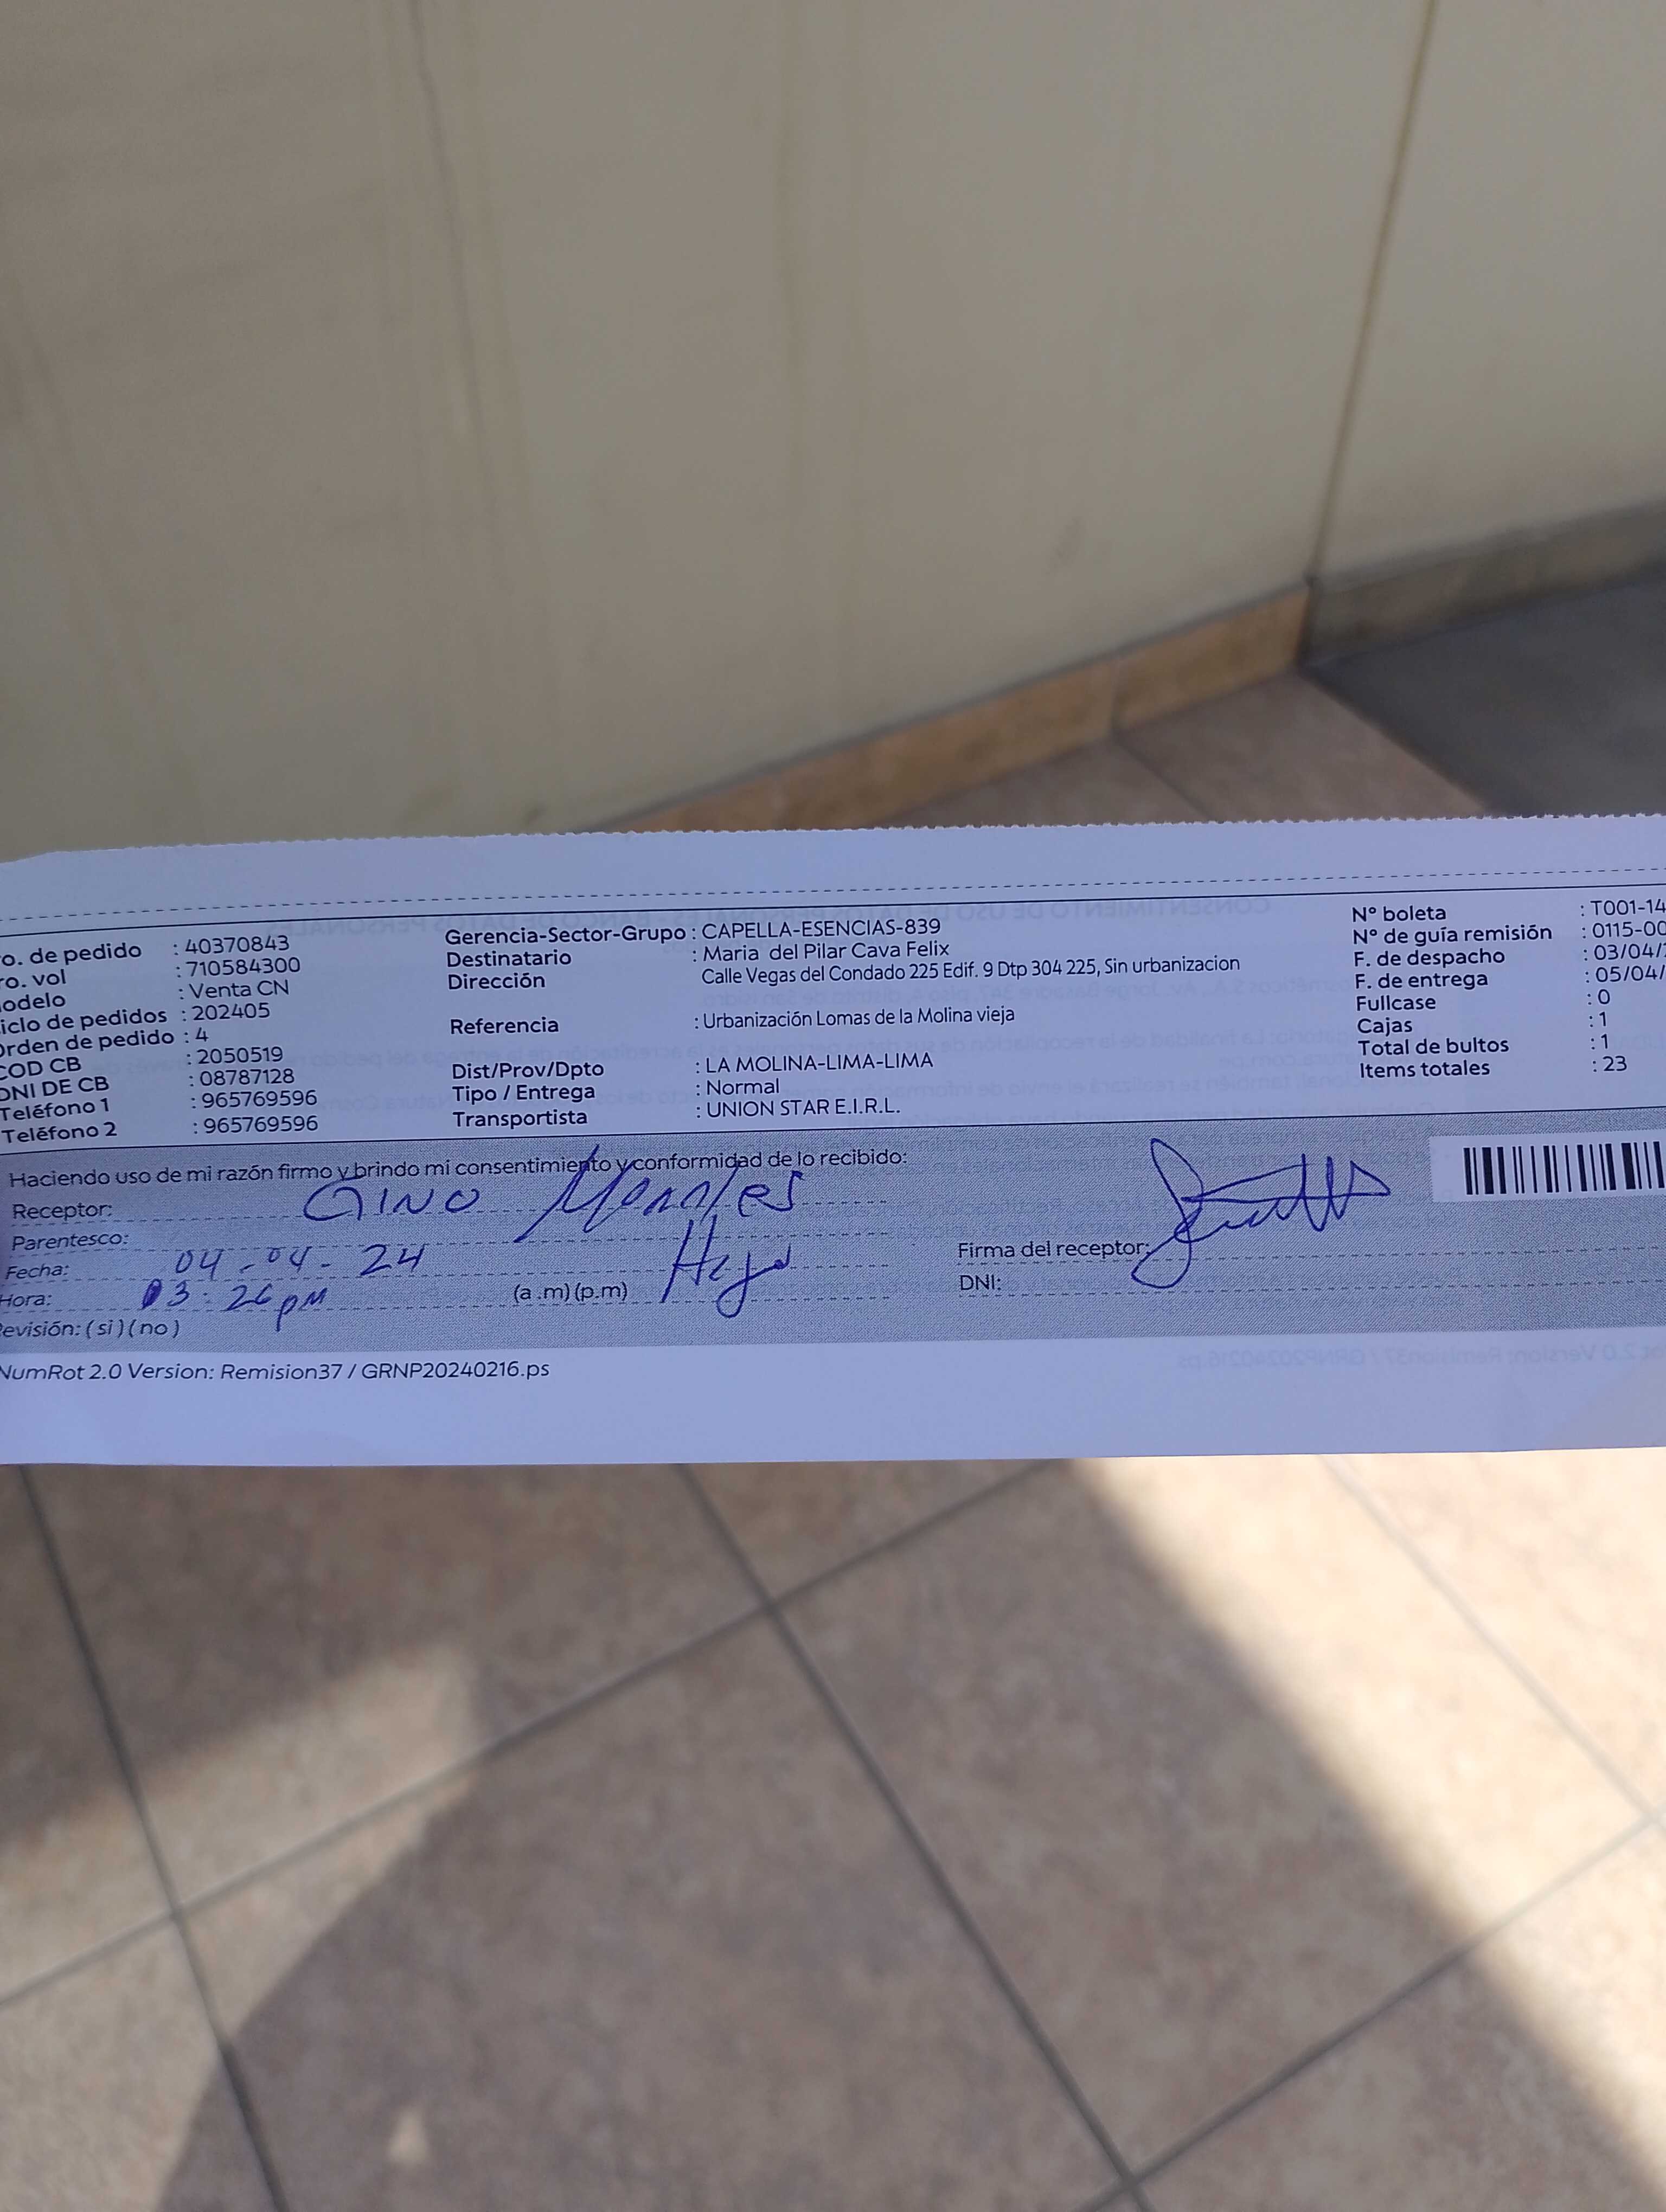 o. de pedido : 40370843
ro. vol : 710584300
odelo : Venta CN
iclo de pedidos : 202405
Orden de pedido : 4
COD CB : 2050519
DNI DE CB : 08787128
Teléfono 1 : 965769596
Teléfono 2 : 965769596
Gerencia-Sector-Grupo : CAPELLA-ESENCIAS-839
Destinatario : Maria del Pilar Cava Felix
Dirección Calle Vegas del Condado 225 Edif. 9 Dtp 304 225, Sin urbanizacion
Referencia : Urbanización Lomas de la Molina vieja
Dist/Prov/Dpto : LA MOLINA-LIMA-LIMA
Tipo / Entrega : Normal
Transportista : UNION STAR E.I.R.L.
N° boleta : T001-14
N° de guía remisión : 0115-00
F. de despacho : 03/04/
F. de entrega : 05/04/
Fullcase : 0
Cajas : 1
Total de bultos : 1
Items totales : 23
Haciendo uso de mi razón firmo y brindo mi consentimiento y conformidad de lo recibido:
Receptor: GINO Morales
Parentesco:
Fecha: 04-04-24
Hora: 03:26 pm (a .m) (p.m)
Revisión: ( si ) ( no )
Firma del receptor:
DNI:
NumRot 2.0 Version: Remision37 / GRNP20240216.ps